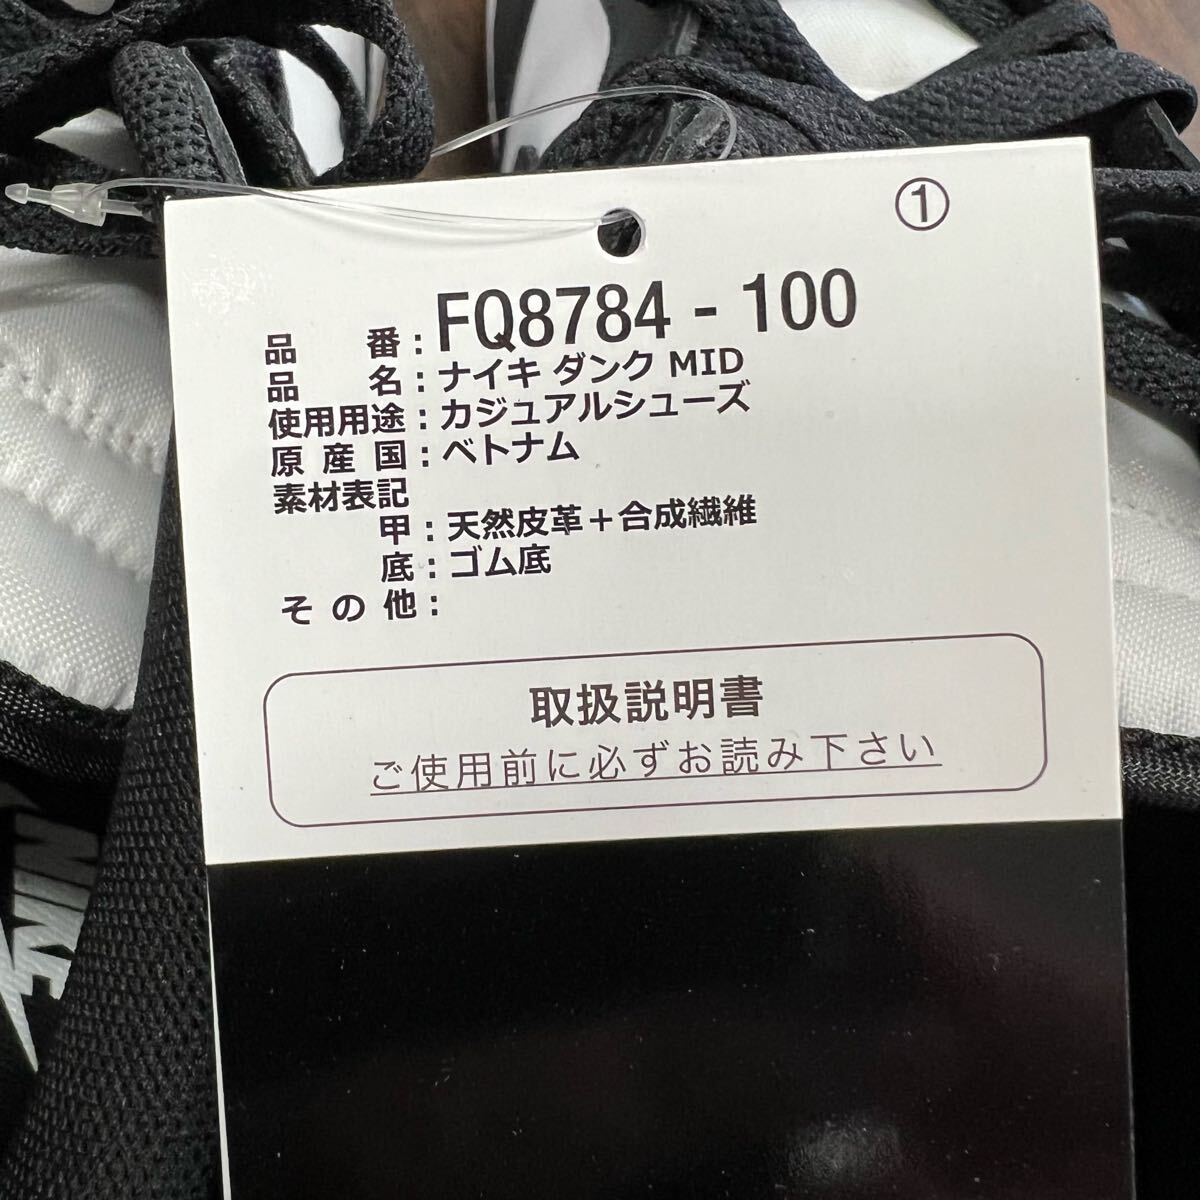 ①
品番：FQ8784-100
品名：ナイキ ダンク MID
使用用途：カジュアルシューズ
原産国：ベトナム
素材表記
甲：天然皮革＋合成繊維
底：ゴム底
その他：
取扱説明書
ご使用前に必ずお読み下さい